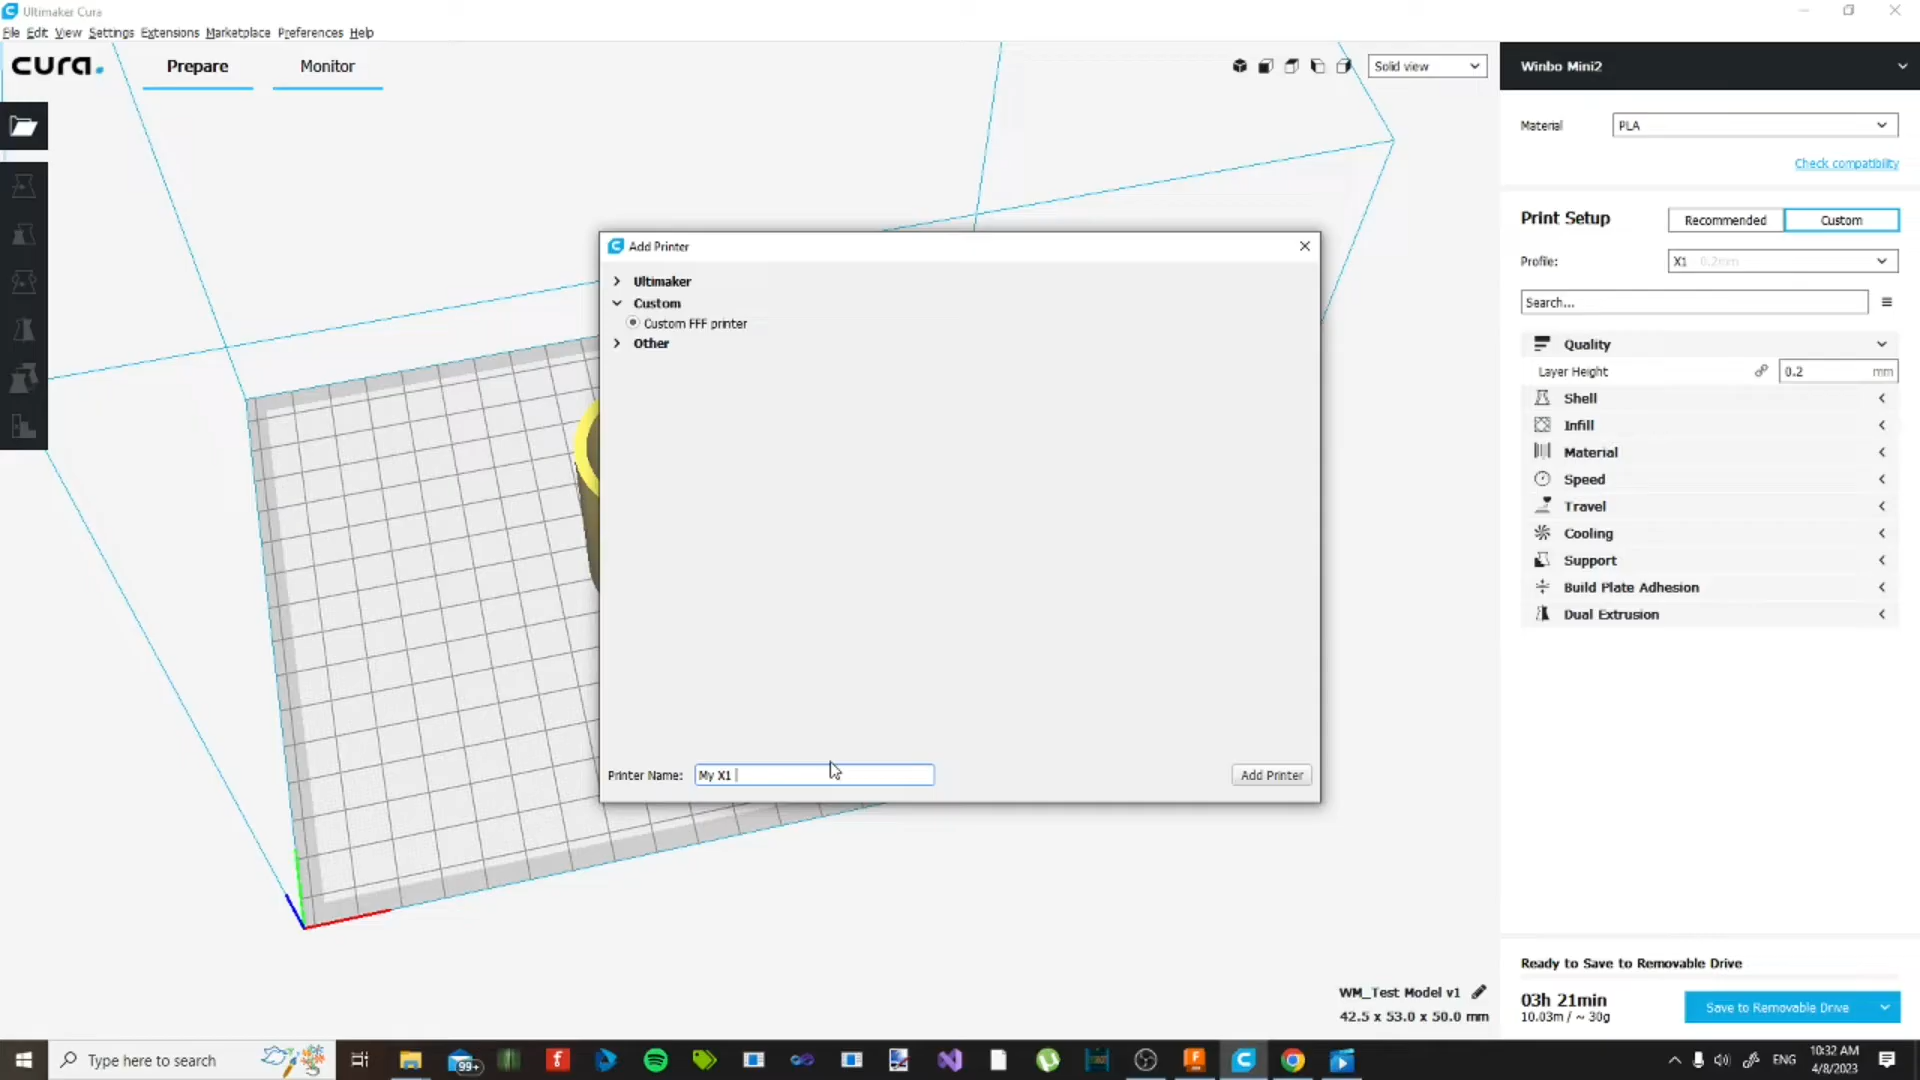 Ultimaker Cura
File Edit View Settings Extensions Marketplace Preferences Help
cura.
Prepare
Monitor
Solid view
Winbo Mini2
Material
PLA
Check compatibility
Print Setup
Recommended
Custom
Profile:
X1 0.2mm
Search...
Quality
Layer Height
0.2 mm
Shell
Infill
Material
Speed
Travel
Cooling
Support
Build Plate Adhesion
Dual Extrusion
Add Printer
Ultimaker
Custom
Custom FFF printer
Other
Printer Name:
My X1
Add Printer
WM_Test Model v1
42.5 x 53.0 x 50.0 mm
Ready to Save to Removable Drive
03h 21min
10.03m / ~ 30g
Save to Removable Drive
Type here to search
99+
ENG
10:32 AM
4/8/2023